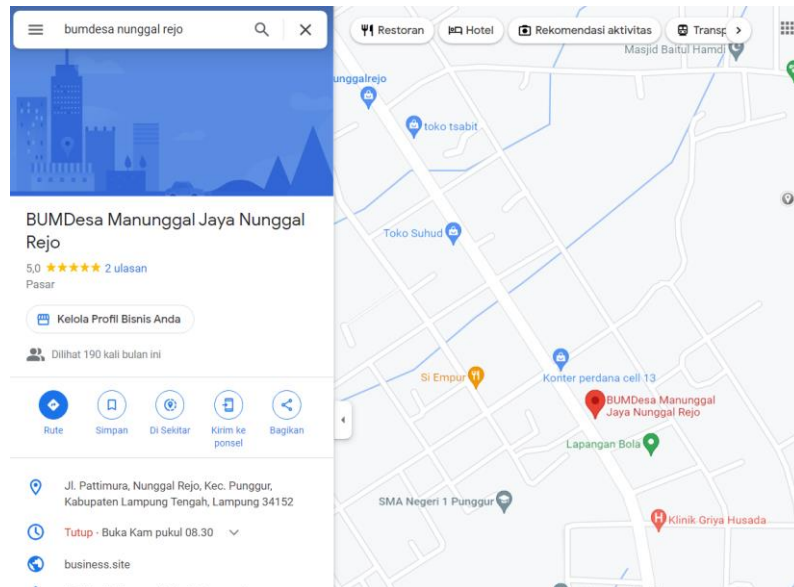 bumdesa nunggal rejo
BUMDesa Manunggal Jaya Nunggal
Rejo
5,0 2 ulasan
Pasar
Kelola Profil Bisnis Anda
Dilihat 190 kali bulan ini
Rute
Simpan
Di Sekitar
Kirim ke
ponsel
Bagikan
Jl. Pattimura, Nunggal Rejo, Kec. Punggur,
Kabupaten Lampung Tengah, Lampung 34152
Tutup · Buka Kam pukul 08.30
business.site
Restoran
Hotel
Rekomendasi aktivitas
Transp
Masjid Baitul Hamdi
unggalrejo
toko tsabit
Toko Suhud
Konter perdana cell 13
Si Empur
BUMDesa Manunggal
Jaya Nunggal Rejo
Lapangan Bola
SMA Negeri 1 Punggur
Klinik Griya Husada